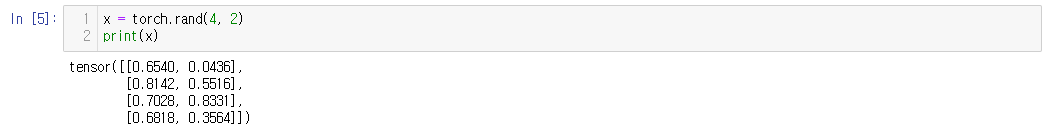 In [5]:
1 x = torch.rand(4, 2)
2 print(x)
tensor([[0.6540, 0.0436],
[0.8142, 0.5516],
[0.7028, 0.8331],
[0.6818, 0.3564]])